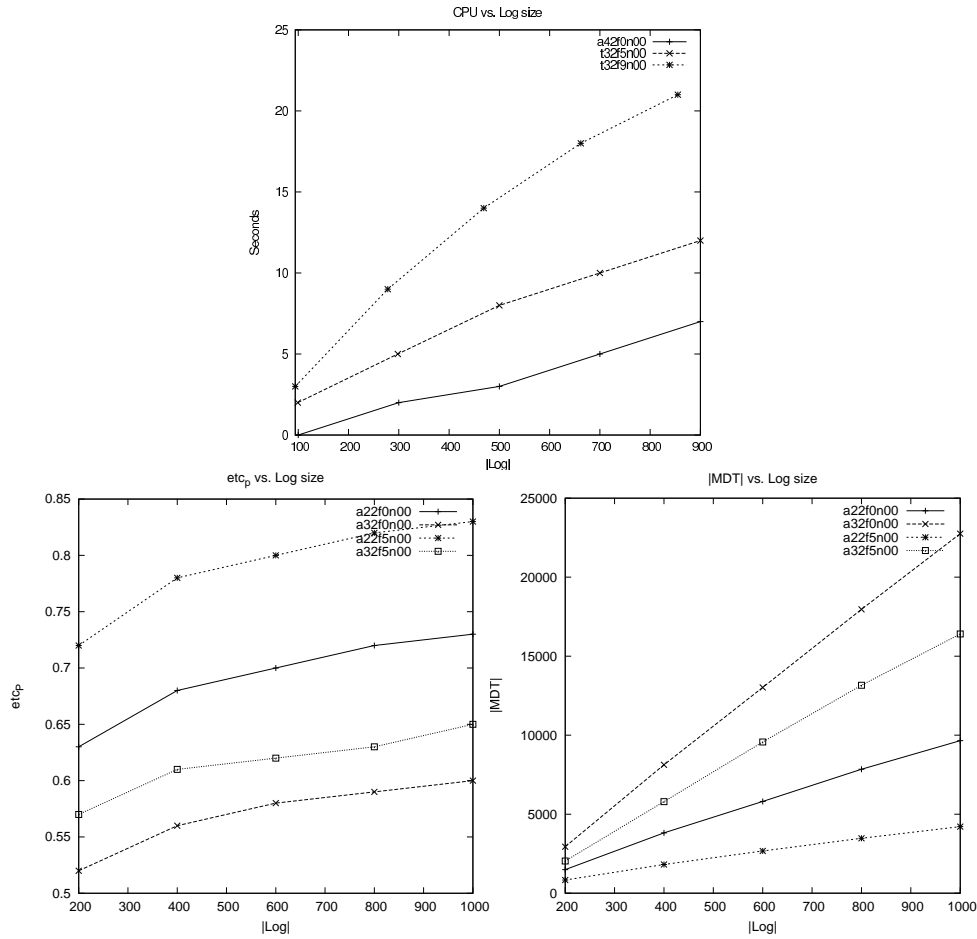 CPU vs. Log size
25
20
15
10
5
0
Seconds
a42f0n00
t32f5n00
t32f9n00
100 200 300 400 500 600 700 800 900
|Log|
etcp vs. Log size
0.85
0.8
0.75
0.7
0.65
0.6
0.55
0.5
etcp
a22f0n00
a32f0n00
a22f5n00
a32f5n00
200 300 400 500 600 700 800 900 1000
|Log|
|MDT| vs. Log size
25000
20000
15000
10000
5000
0
|MDT|
a22f0n00
a32f0n00
a22f5n00
a32f5n00
200 300 400 500 600 700 800 900 1000
|Log|